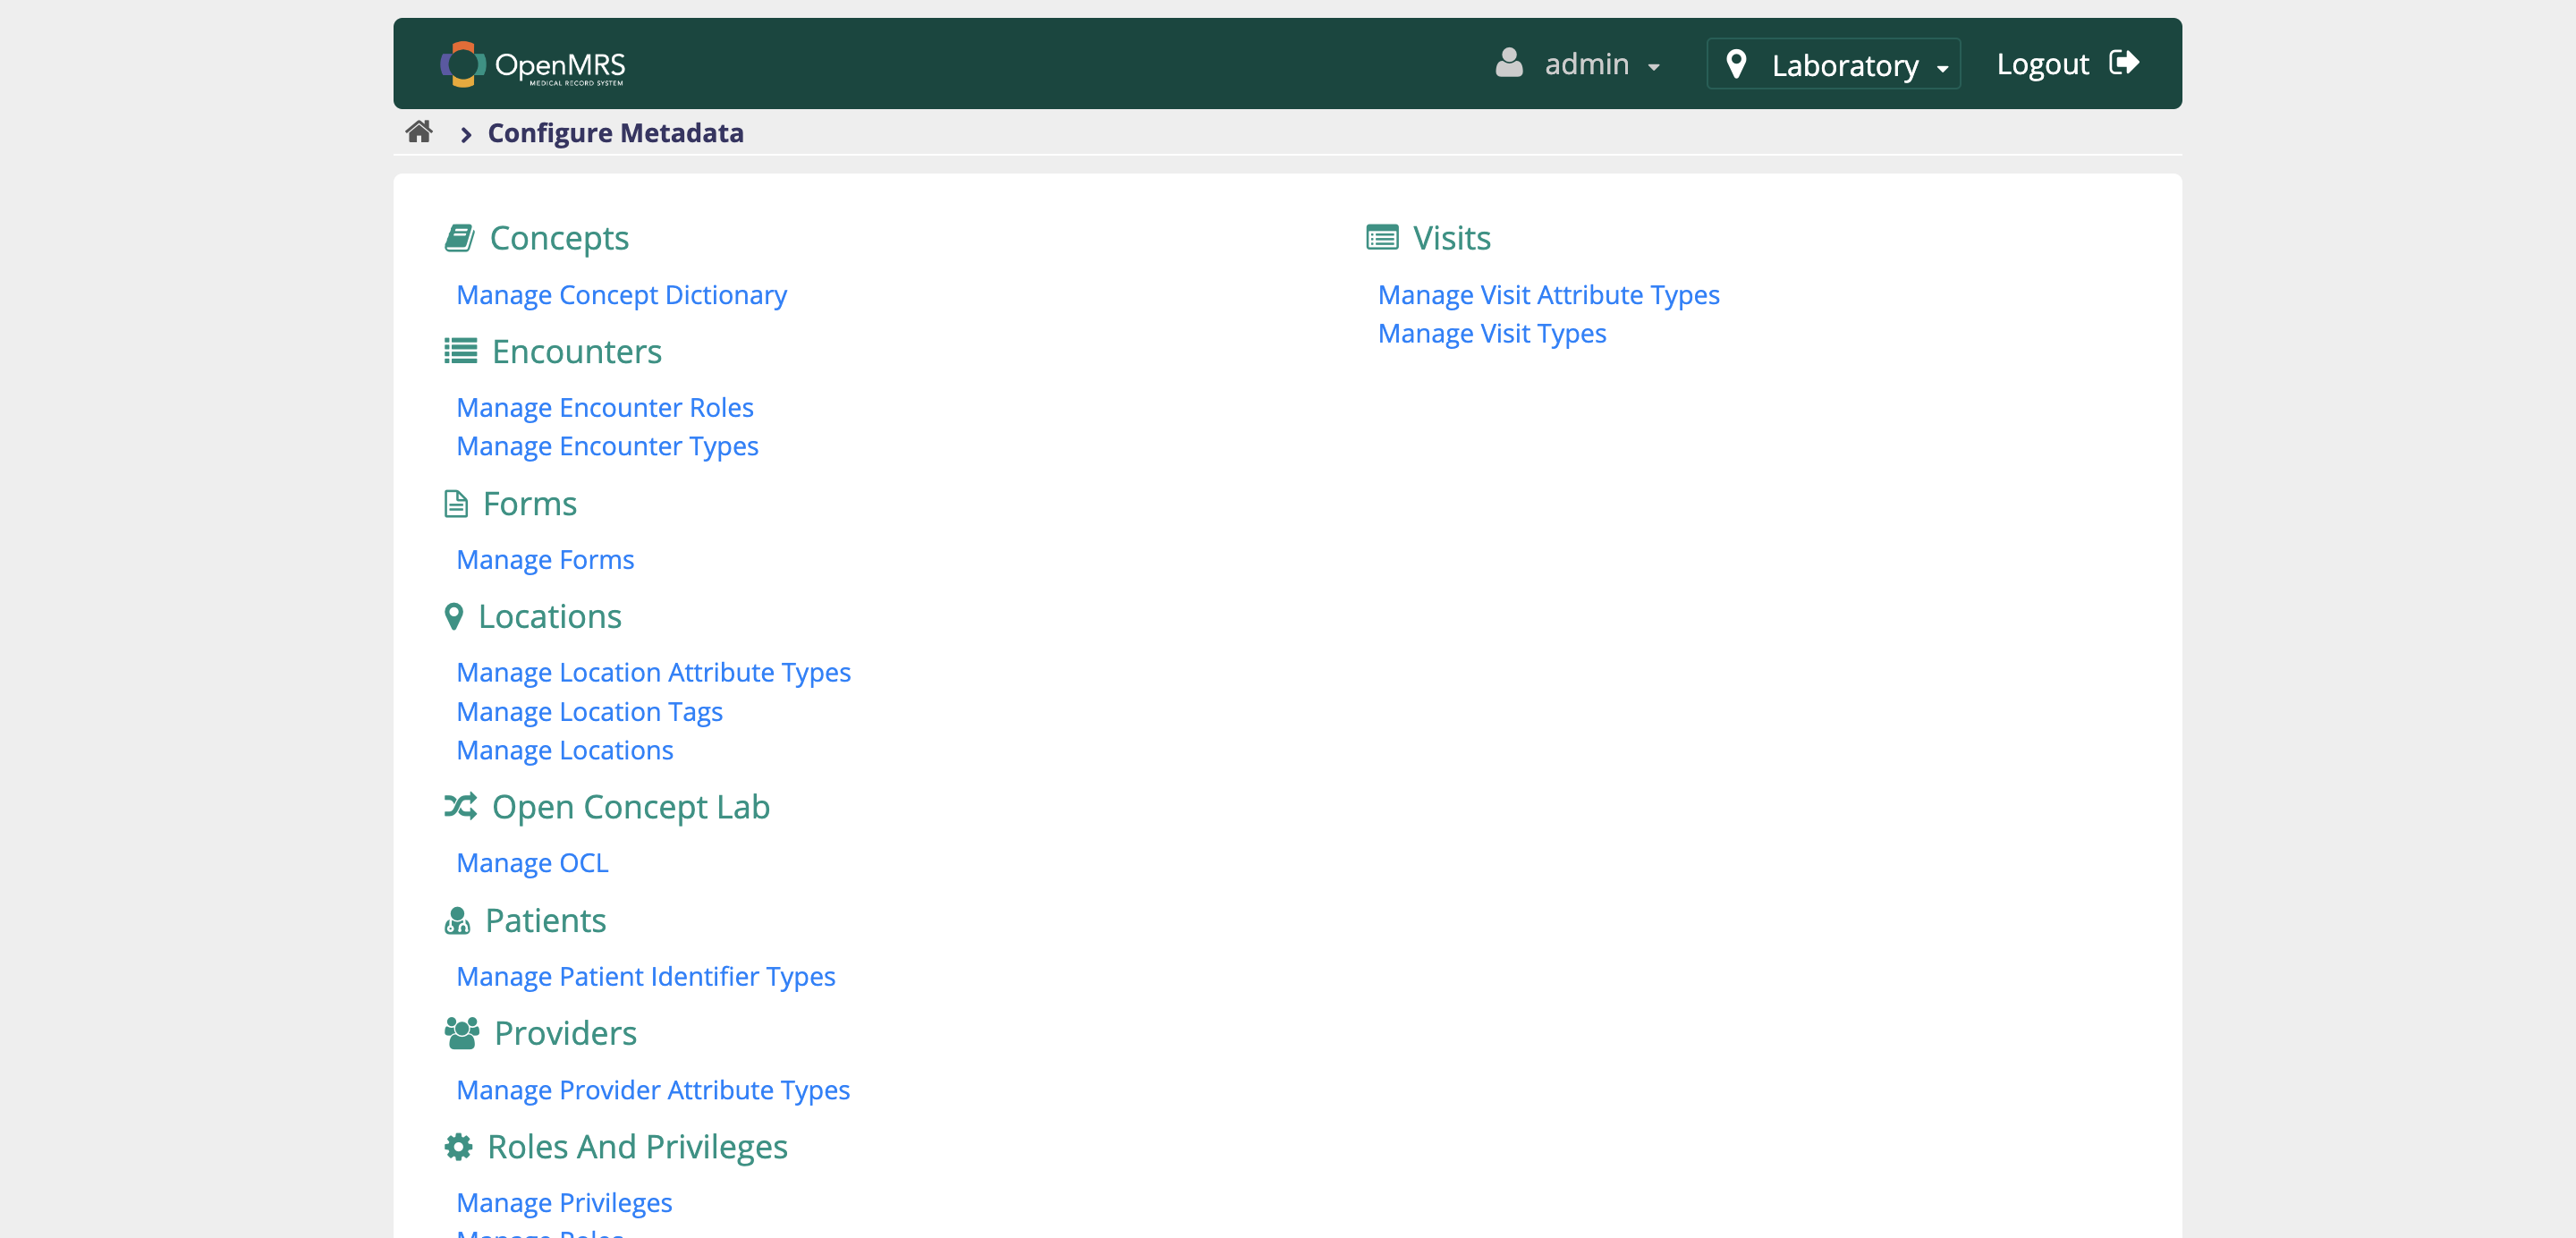 OpenMRS
MEDICAL RECORD SYSTEM
admin
Laboratory
Logout
Configure Metadata
Concepts
Manage Concept Dictionary
Encounters
Manage Encounter Roles
Manage Encounter Types
Forms
Manage Forms
Locations
Manage Location Attribute Types
Manage Location Tags
Manage Locations
Open Concept Lab
Manage OCL
Patients
Manage Patient Identifier Types
Providers
Manage Provider Attribute Types
Roles And Privileges
Manage Privileges
Manage Roles
Visits
Manage Visit Attribute Types
Manage Visit Types